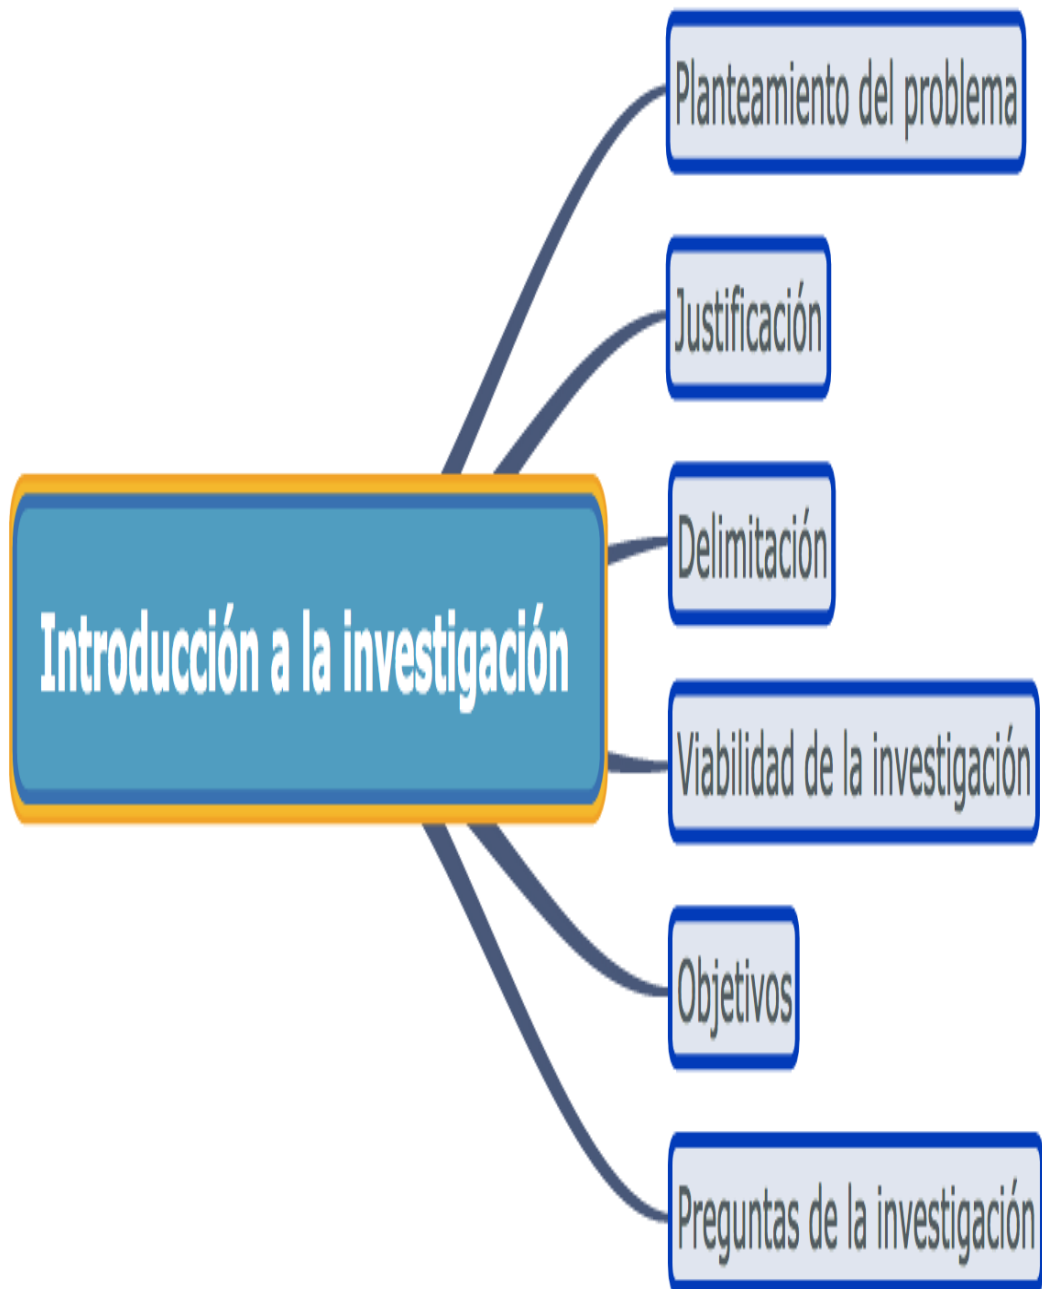 Planteamiento del problema
Justificación
Delimitación
Introducción a la investigación
Viabilidad de la investigación
Objetivos
Preguntas de la investigación